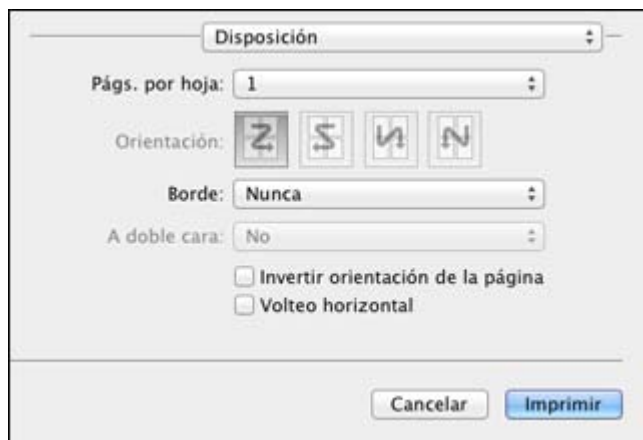 Disposición
Págs. por hoja: 1
Orientación:
Borde: Nunca
A doble cara: No
Invertir orientación de la página
Volteo horizontal
Cancelar Imprimir